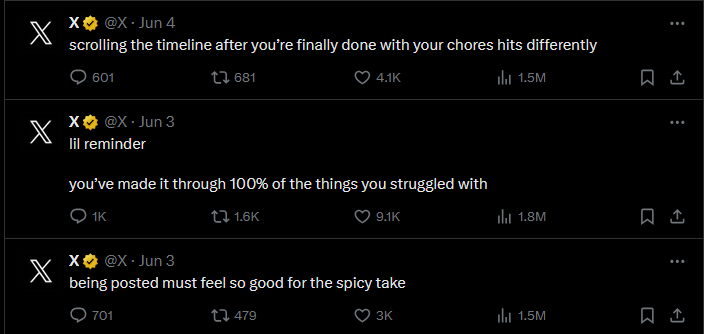 X @X · Jun 4
scrolling the timeline after you’re finally done with your chores hits differently
601 681 4.1K 1.5M
X @X · Jun 3
lil reminder
you’ve made it through 100% of the things you struggled with
1K 1.6K 9.1K 1.8M
X @X · Jun 3
being posted must feel so good for the spicy take
701 479 3K 1.5M